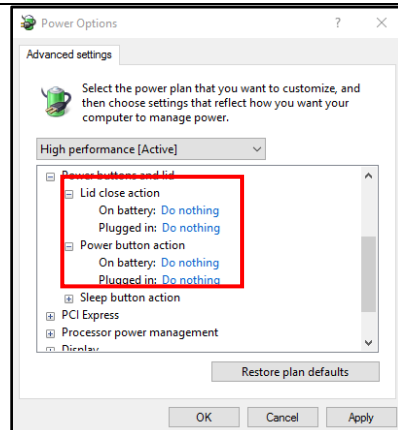 Power Options
Advanced settings
Select the power plan that you want to customize, and
then choose settings that reflect how you want your
computer to manage power.
High performance [Active]
Power buttons and lid
Lid close action
On battery: Do nothing
Plugged in: Do nothing
Power button action
On battery: Do nothing
Plugged in: Do nothing
Sleep button action
PCI Express
Processor power management
Display
Restore plan defaults
OK Cancel Apply